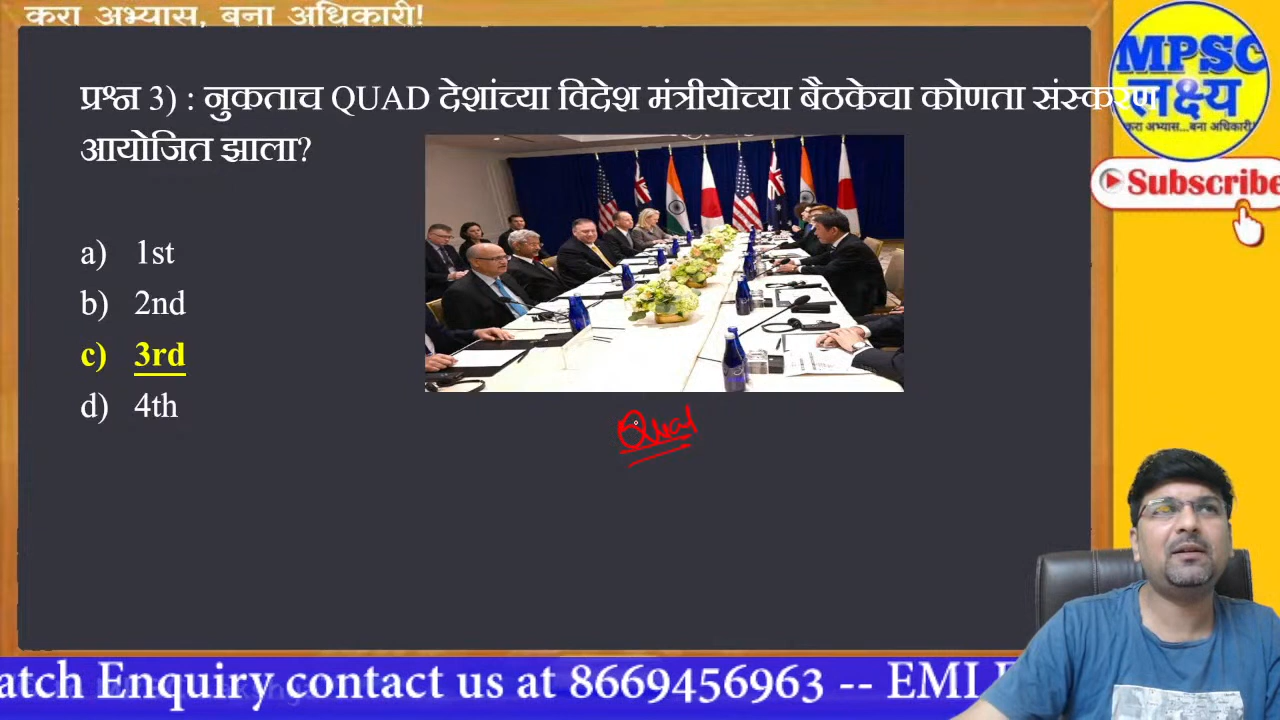 करा अभ्यास, बना अधिकारी!
MPSC
लक्ष्य
करा अभ्यास...बना अधिकारी!
Subscribe
प्रश्न 3) : नुकताच QUAD देशांच्या विदेश मंत्रीयोच्या बैठकेचा कोणता संस्करण
आयोजित झाला?
a) 1st
b) 2nd
c) 3rd
d) 4th
atch Enquiry contact us at 8669456963 -- EMI